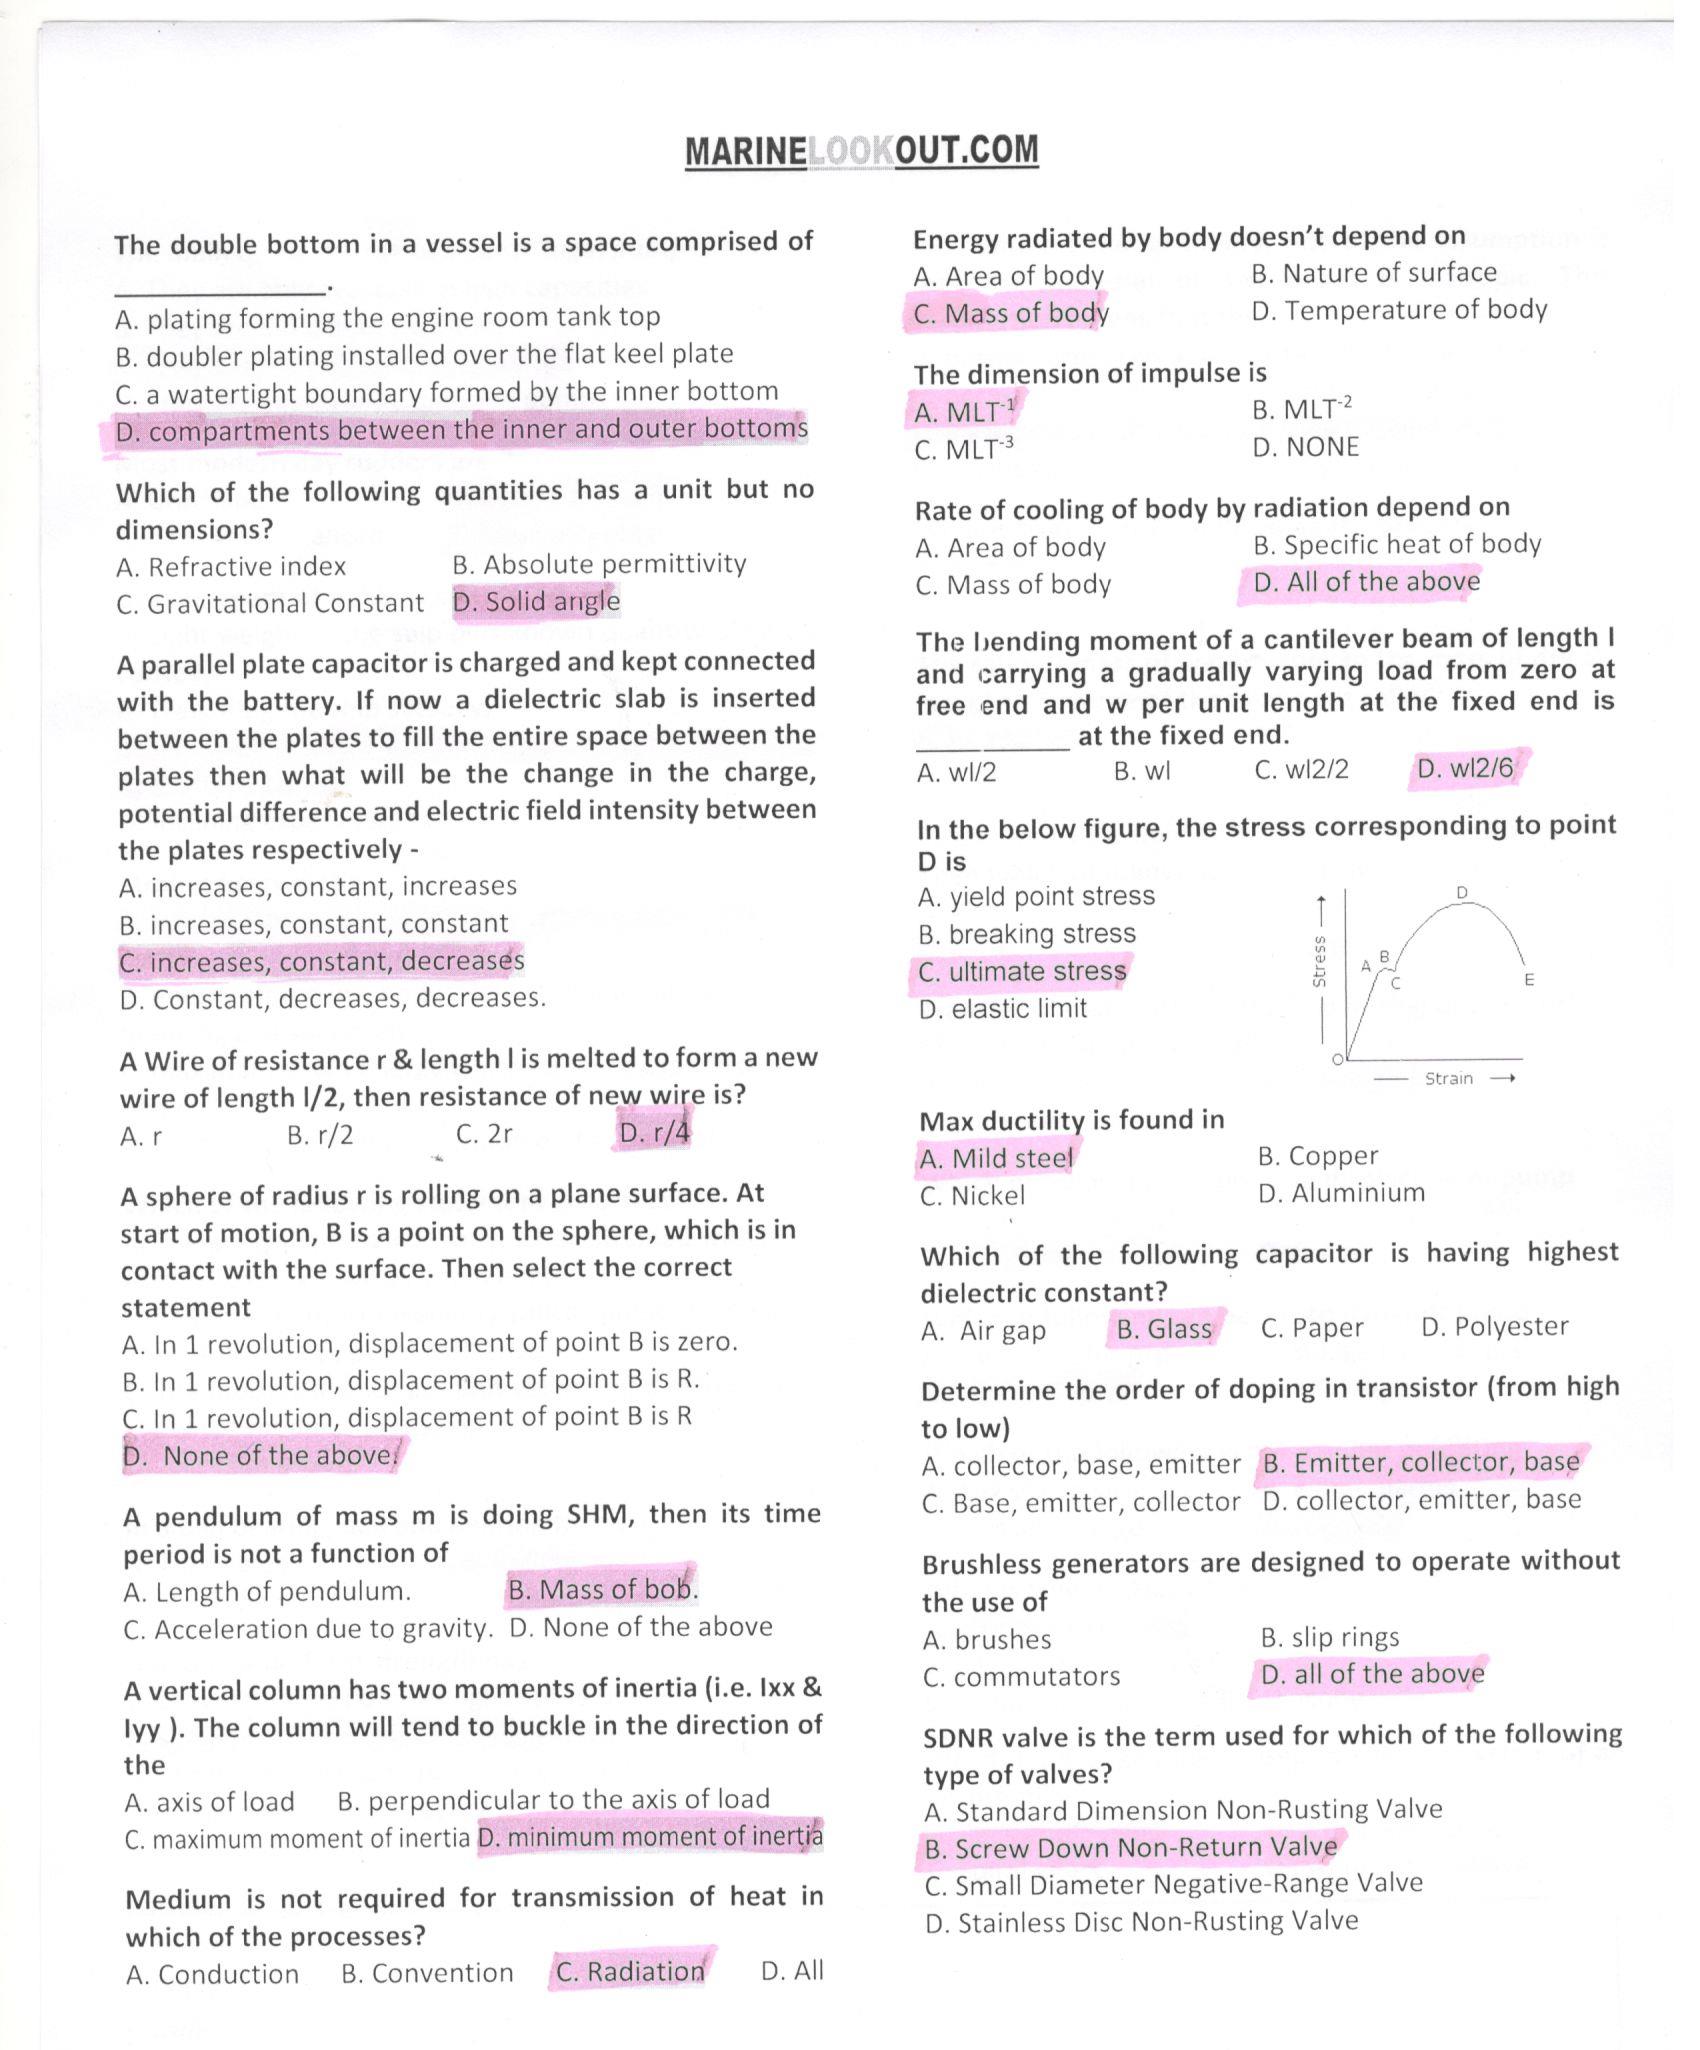 MARINELOOKOUT.COM
The double bottom in a vessel is a space comprised of
_______________.
A. plating forming the engine room tank top
B. doubler plating installed over the flat keel plate
C. a watertight boundary formed by the inner bottom
D. compartments between the inner and outer bottoms
Which of the following quantities has a unit but no
dimensions?
A. Refractive index B. Absolute permittivity
C. Gravitational Constant D. Solid angle
A parallel plate capacitor is charged and kept connected
with the battery. If now a dielectric slab is inserted
between the plates to fill the entire space between the
plates then what will be the change in the charge,
potential difference and electric field intensity between
the plates respectively -
A. increases, constant, increases
B. increases, constant, constant
C. increases, constant, decreases
D. Constant, decreases, decreases.
A Wire of resistance r & length l is melted to form a new
wire of length l/2, then resistance of new wire is?
A. r B. r/2 C. 2r D. r/4
A sphere of radius r is rolling on a plane surface. At
start of motion, B is a point on the sphere, which is in
contact with the surface. Then select the correct
statement
A. In 1 revolution, displacement of point B is zero.
B. In 1 revolution, displacement of point B is R.
C. In 1 revolution, displacement of point B is R
D. None of the above.
A pendulum of mass m is doing SHM, then its time
period is not a function of
A. Length of pendulum. B. Mass of bob.
C. Acceleration due to gravity. D. None of the above
A vertical column has two moments of inertia (i.e. Ixx &
Iyy ). The column will tend to buckle in the direction of
the
A. axis of load B. perpendicular to the axis of load
C. maximum moment of inertia D. minimum moment of inertia
Medium is not required for transmission of heat in
which of the processes?
A. Conduction B. Convention C. Radiation D. All
Energy radiated by body doesn't depend on
A. Area of body B. Nature of surface
C. Mass of body D. Temperature of body
The dimension of impulse is
A. MLT-1 B. MLT-2
C. MLT-3 D. NONE
Rate of cooling of body by radiation depend on
A. Area of body B. Specific heat of body
C. Mass of body D. All of the above
The bending moment of a cantilever beam of length l
and carrying a gradually varying load from zero at
free end and w per unit length at the fixed end is
__________ at the fixed end.
A. wl/2 B. wl C. wl2/2 D. wl2/6
In the below figure, the stress corresponding to point
D is
A. yield point stress
B. breaking stress
C. ultimate stress
D. elastic limit
D
Stress
A B
C
E
O
Strain
Max ductility is found in
A. Mild steel B. Copper
C. Nickel D. Aluminium
Which of the following capacitor is having highest
dielectric constant?
A. Air gap B. Glass C. Paper D. Polyester
Determine the order of doping in transistor (from high
to low)
A. collector, base, emitter B. Emitter, collector, base
C. Base, emitter, collector D. collector, emitter, base
Brushless generators are designed to operate without
the use of
A. brushes B. slip rings
C. commutators D. all of the above
SDNR valve is the term used for which of the following
type of valves?
A. Standard Dimension Non-Rusting Valve
B. Screw Down Non-Return Valve
C. Small Diameter Negative-Range Valve
D. Stainless Disc Non-Rusting Valve